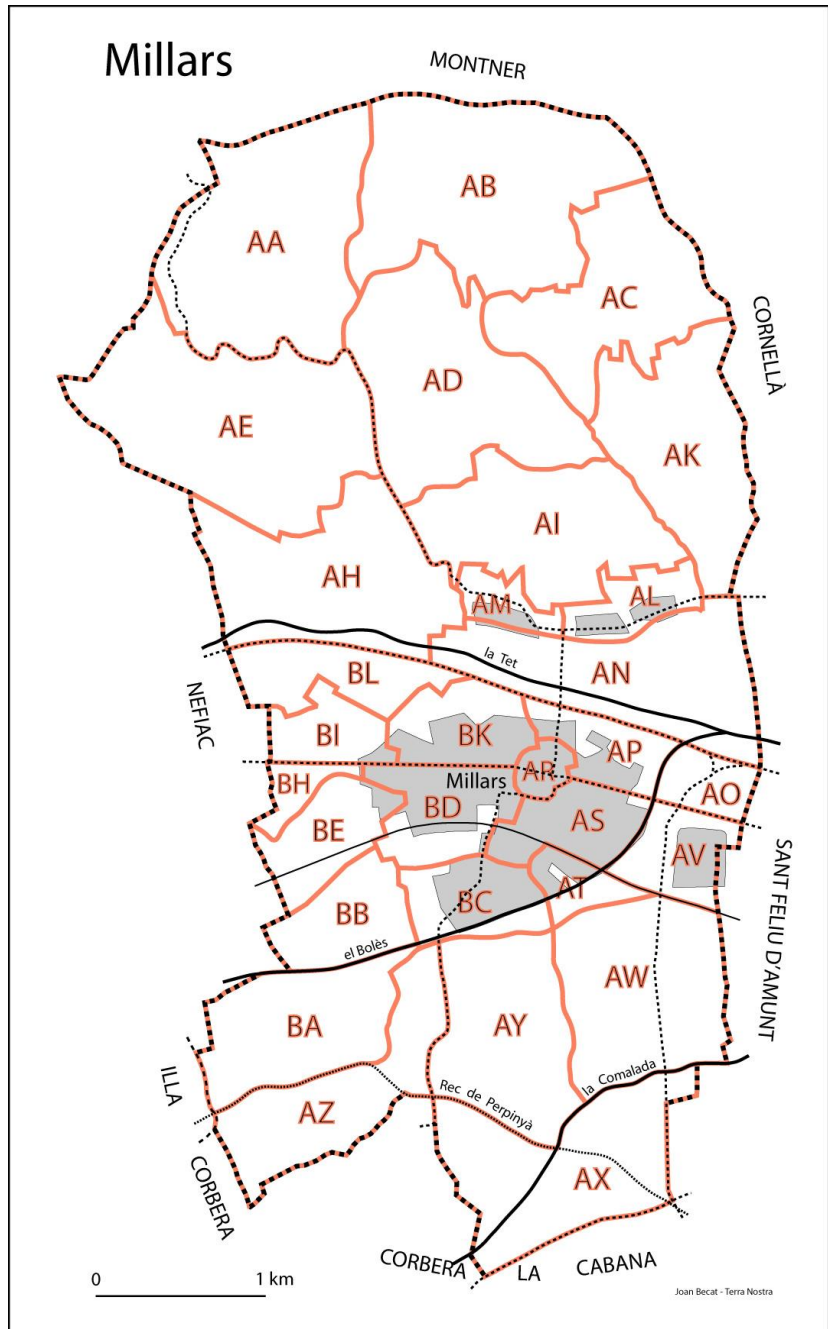 Millars
MONTNER
AB
AA
AC
CORNELLÀ
AD
AE
AK
AI
AH
AM
AL
la Tet
AN
BL
NEFIAC
BI
BK
AP
AR
Millars
BH
AO
BD
BE
AS
AV
AT
BC
BB
SANT FELIU D'AMUNT
el Bolès
AW
BA
AY
la Comalada
ILLA
Rec de Perpinyà
AZ
CORBERA
AX
CORBERA
LA
CABANA
0
1 km
Joan Becat - Terra Nostra